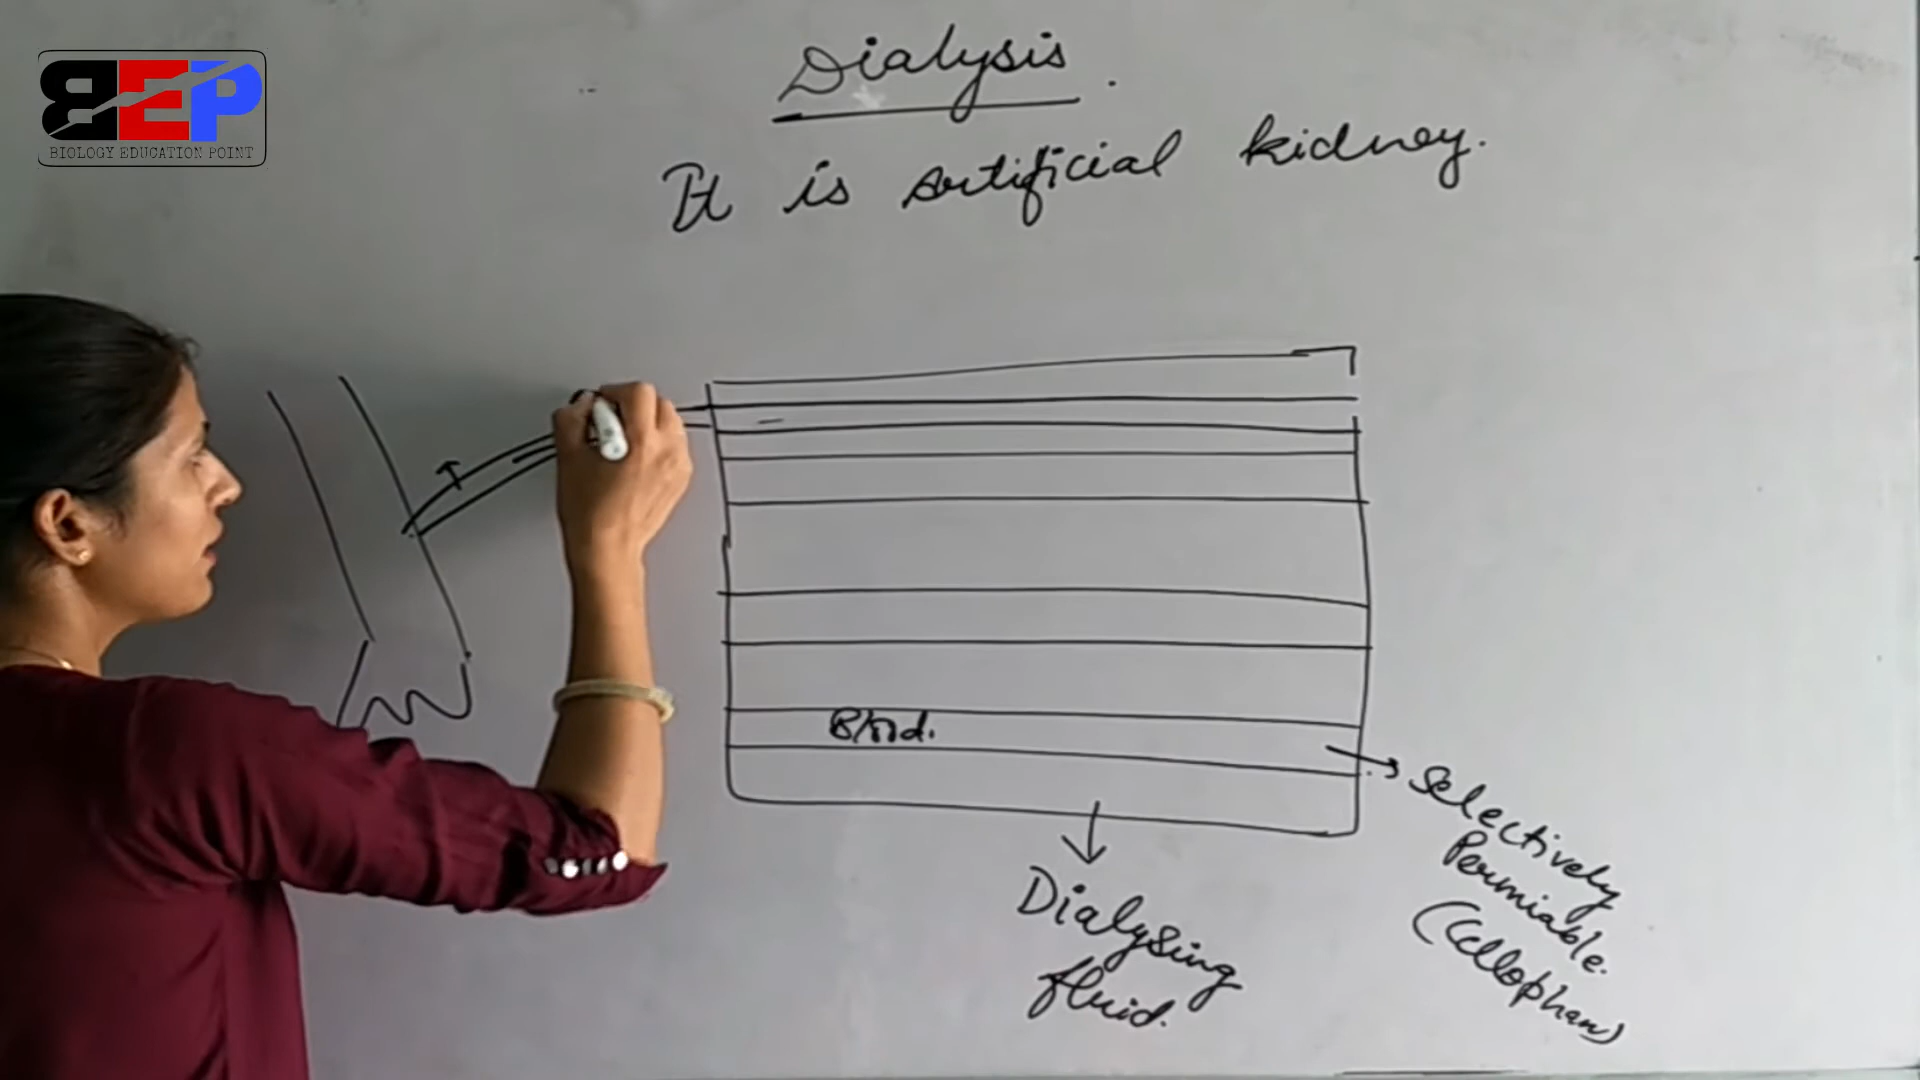 BEP
BIOLOGY EDUCATION POINT
Dialysis.
It is artificial kidney.
Blood.
Selectively
Permiable.
(Cellophan)
Dialysing
fluid.